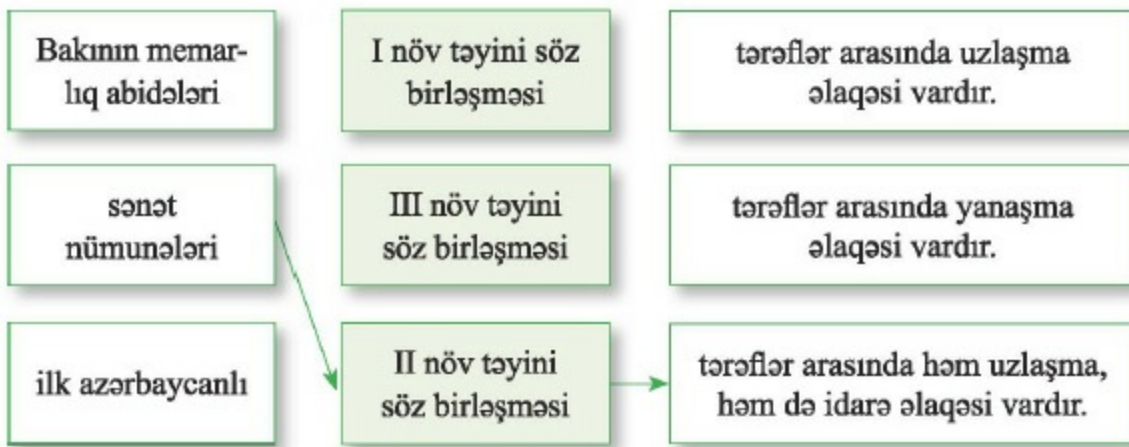 Bakının memar-
lıq abidələri
I növ təyini söz
birləşməsi
tərəflər arasında uzlaşma
əlaqəsi vardır.
sənət
nümunələri
III növ təyini
söz birləşməsi
tərəflər arasında yanaşma
əlaqəsi vardır.
ilk azərbaycanlı
II növ təyini
söz birləşməsi
tərəflər arasında həm uzlaşma,
həm də idarə əlaqəsi vardır.